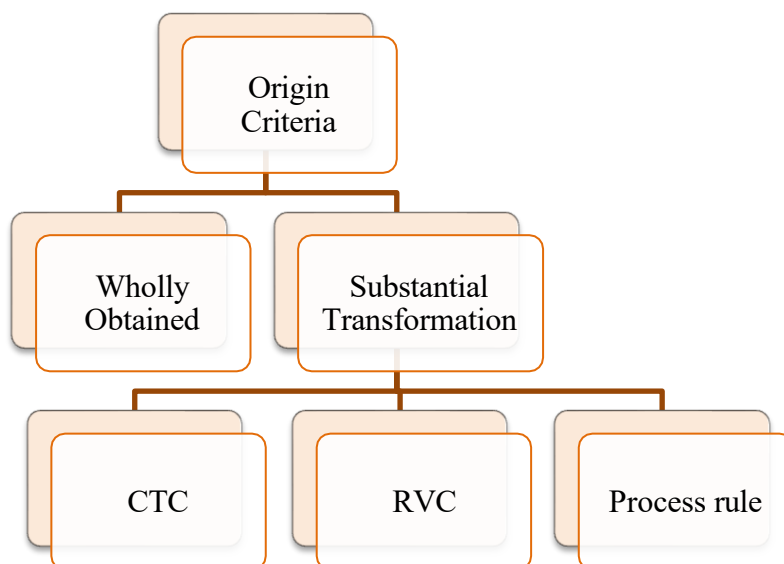 Origin
Criteria
Wholly
Obtained
Substantial
Transformation
CTC
RVC
Process rule